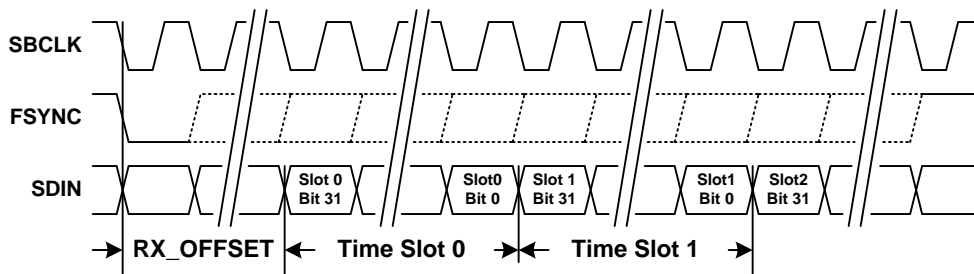 SBCLK
FSYNC
SDIN
Slot 0
Bit 31
Slot0
Bit 0
Slot 1
Bit 31
Slot1
Bit 0
Slot2
Bit 31
RX_OFFSET
Time Slot 0
Time Slot 1